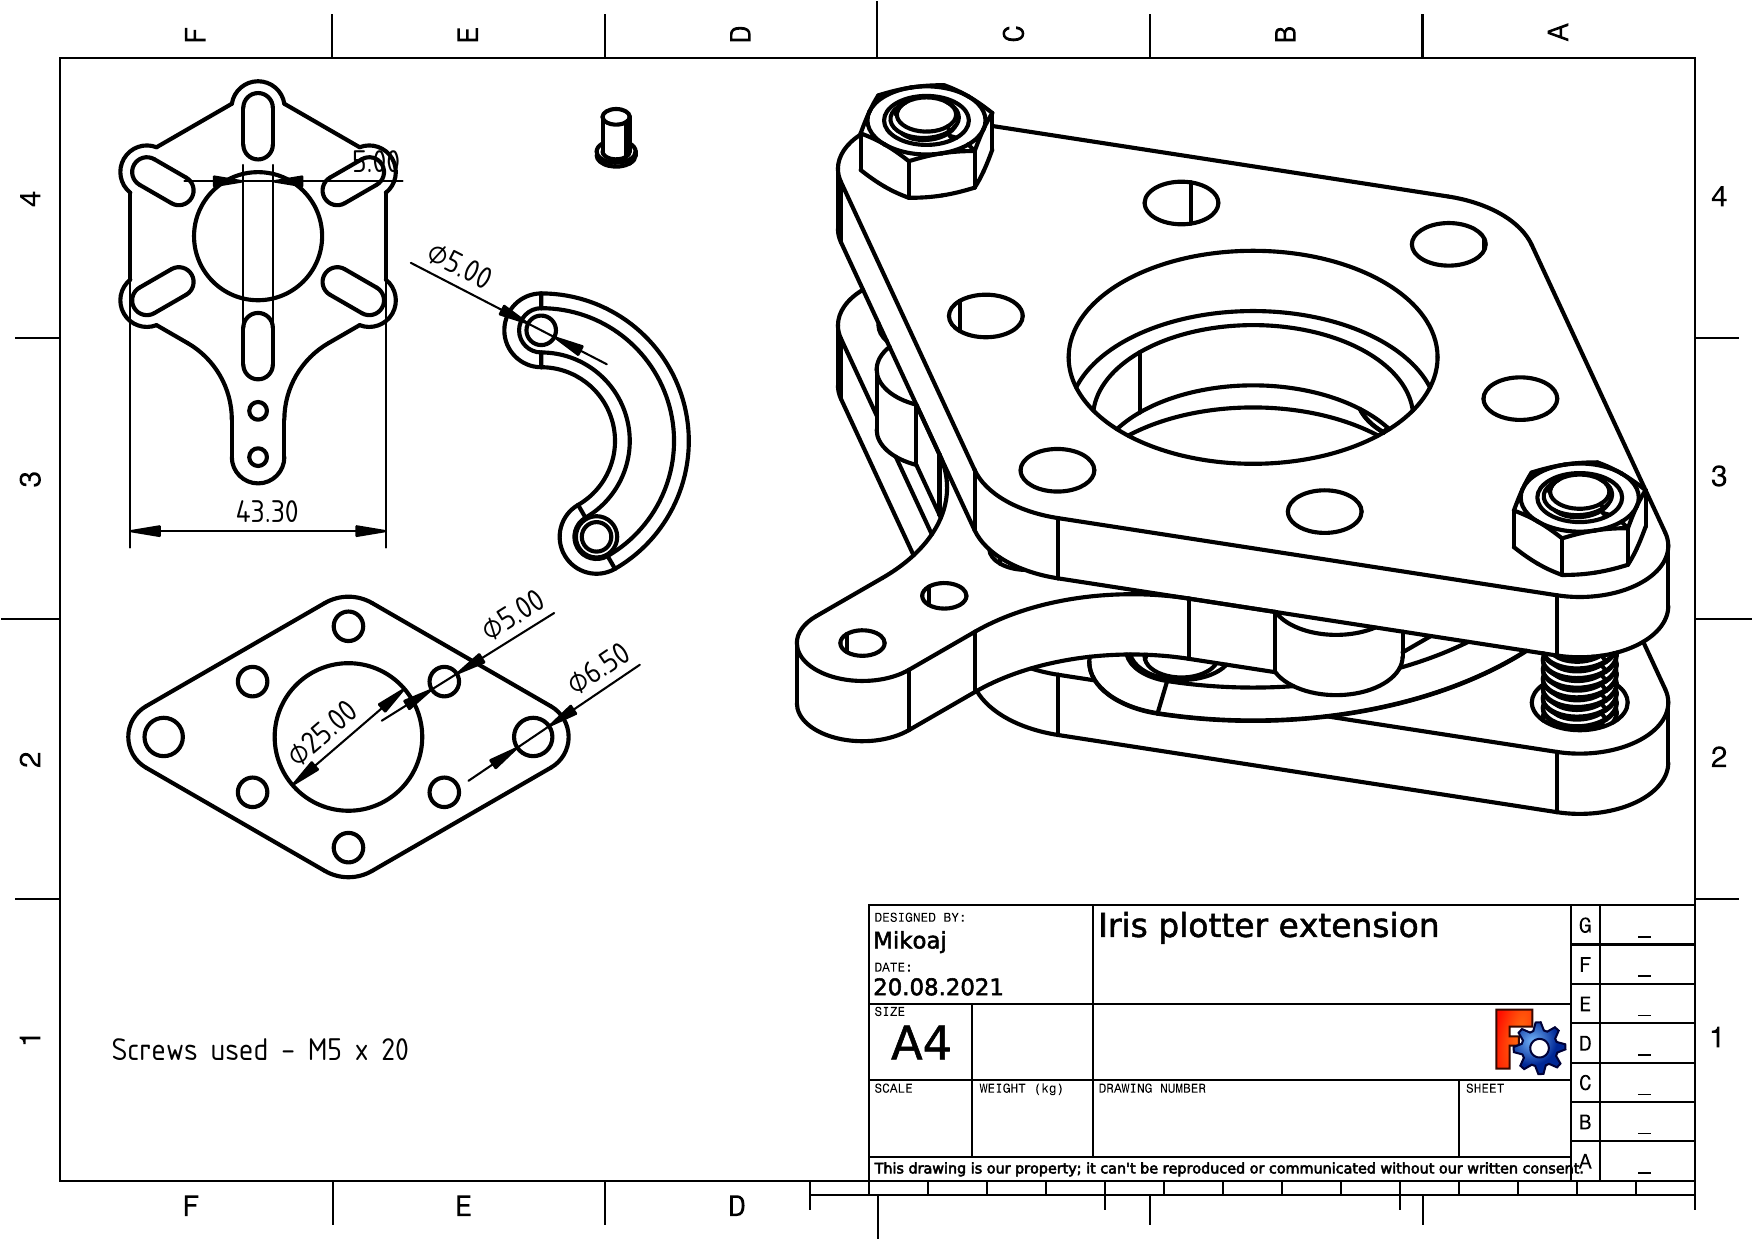 F E D C B A
4
4
5.00
Ø5.00
3
3
43.30
Ø5.00
Ø6.50
Ø25.00
2
2
DESIGNED BY:
Mikoaj
DATE:
20.08.2021
Iris plotter extension
G _
F _
E _
D _
C _
B _
A _
SIZE
A4
1
1
Screws used - M5 x 20
SCALE
WEIGHT (kg)
DRAWING NUMBER
SHEET
This drawing is our property; it can't be reproduced or communicated without our written consent.
F E D